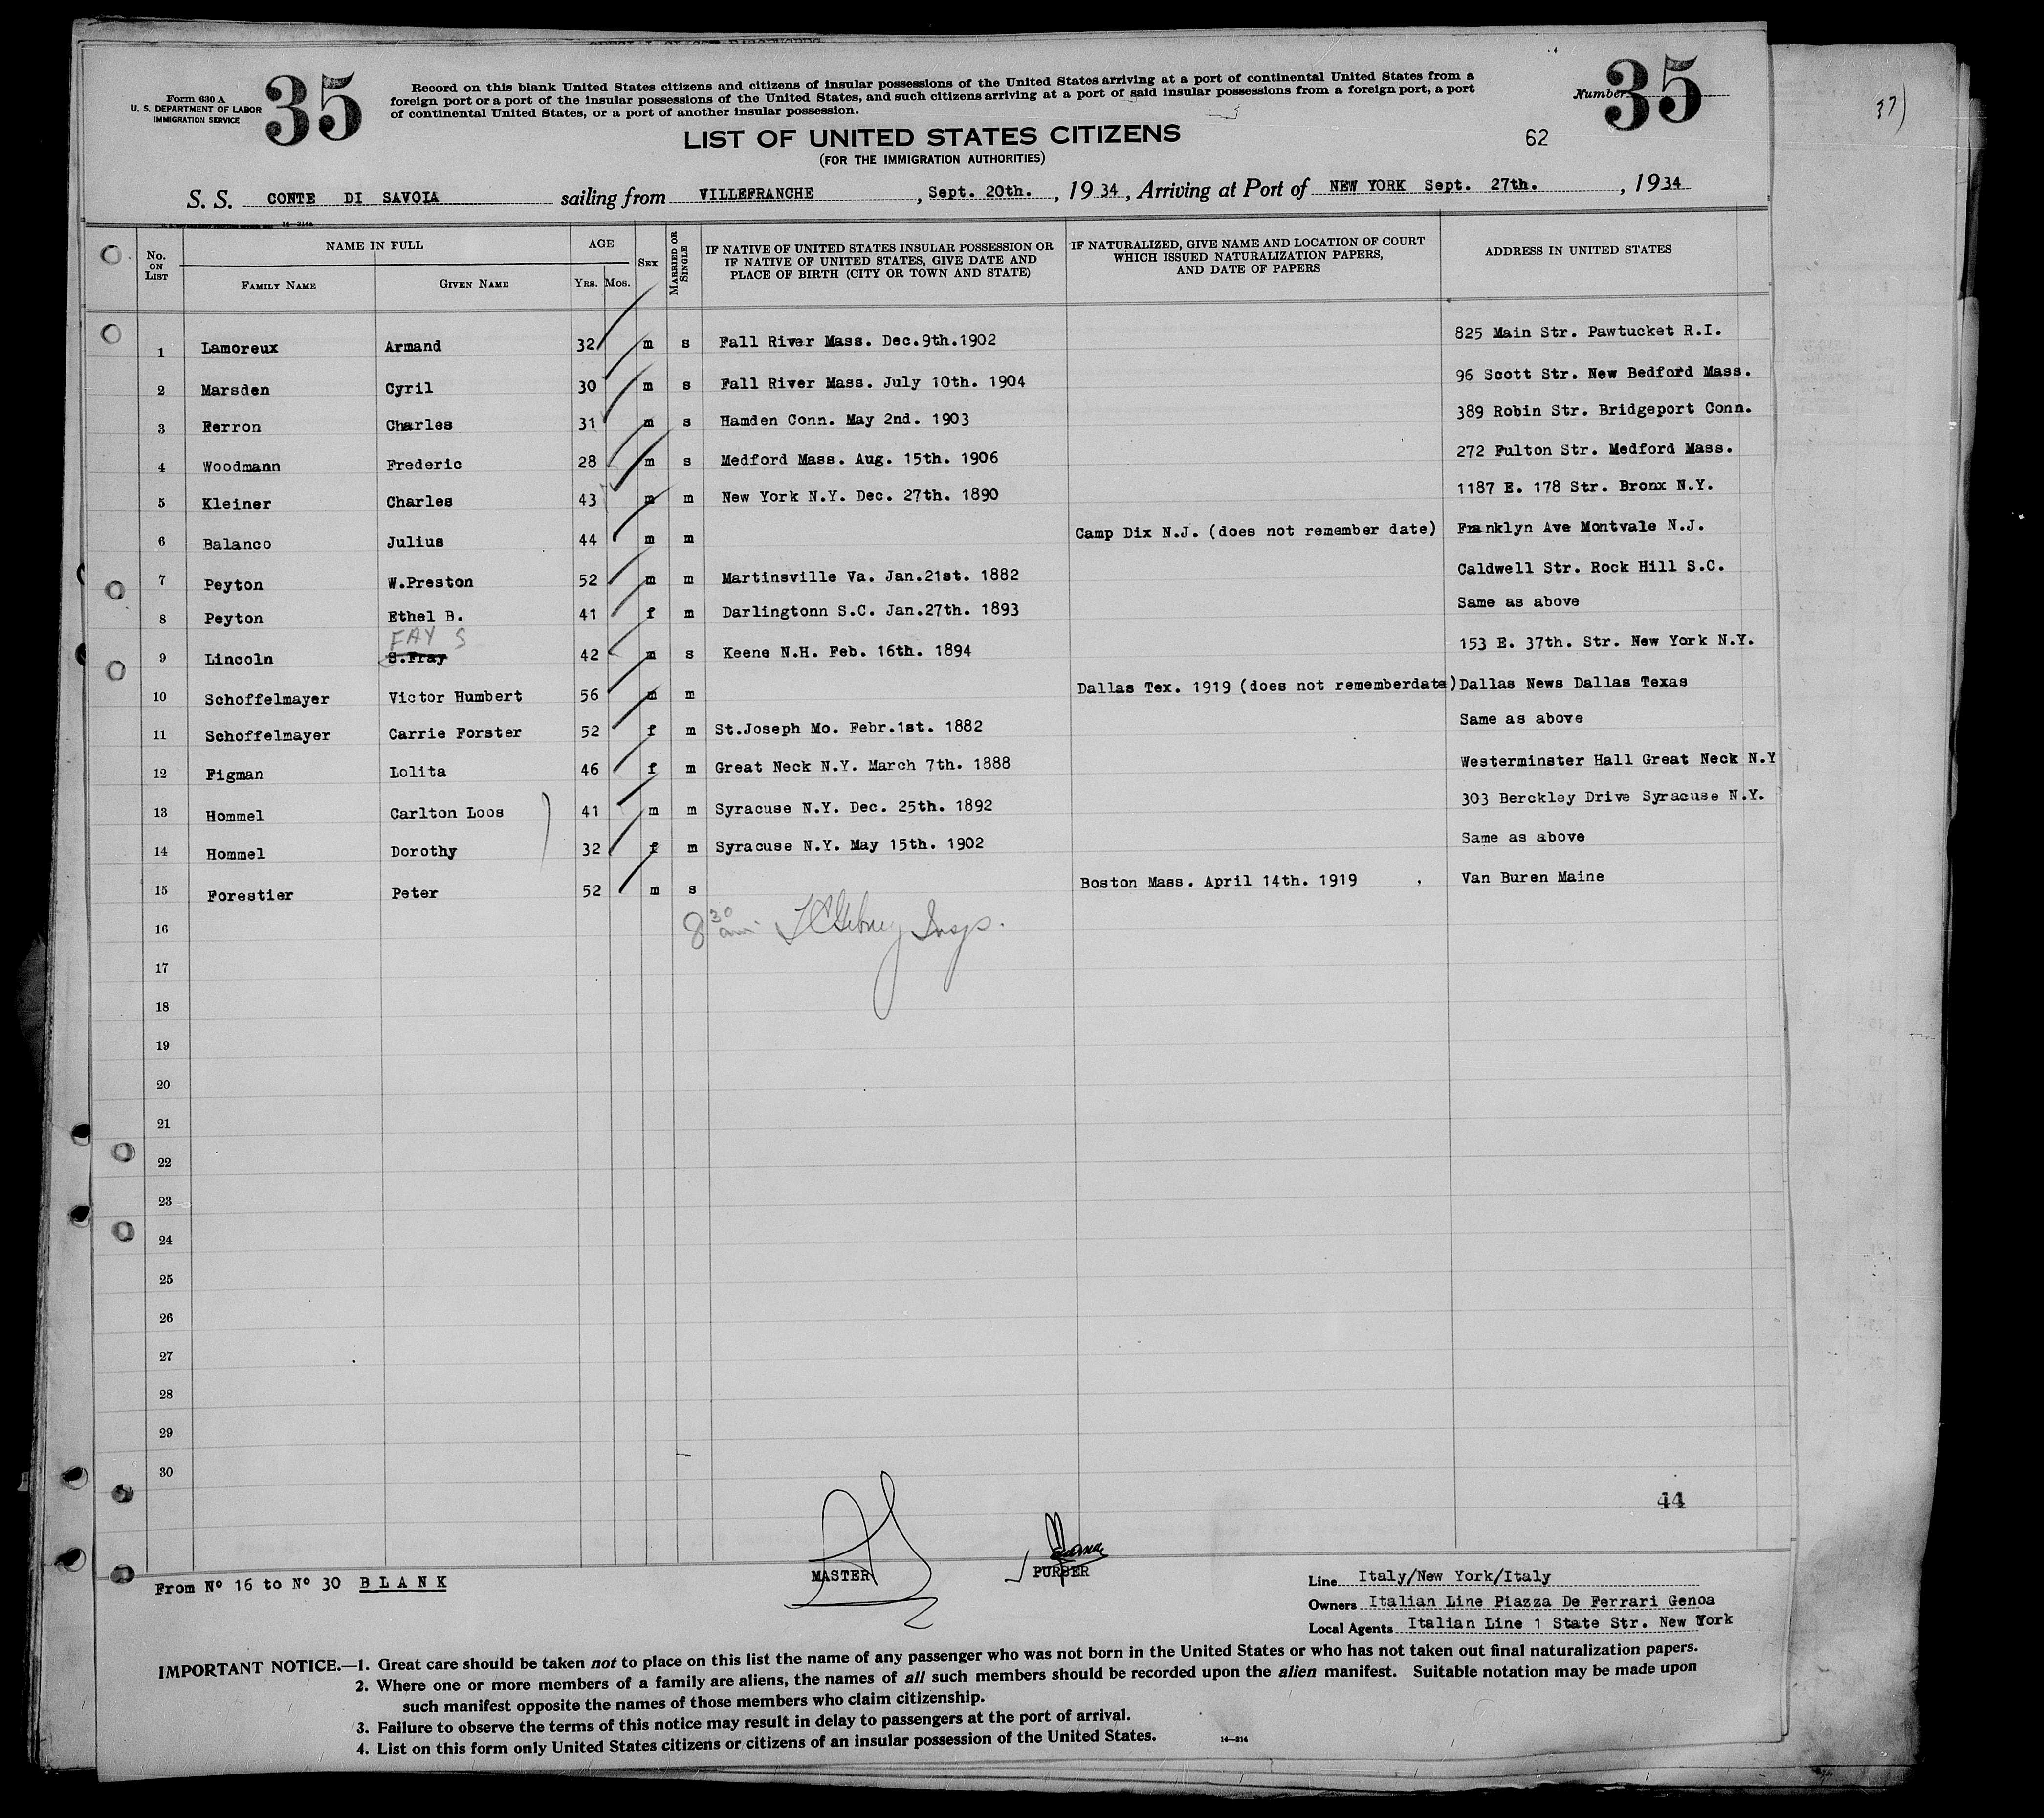 Form 630 A
U. S. DEPARTMENT OF LABOR
IMMIGRATION SERVICE
35
Record on this blank United States citizens and citizens of insular possessions of the United States arriving at a port of continental United States from a
foreign port or a port of the insular possessions of the United States, and such citizens arriving at a port of said insular possessions from a foreign port, a port
of continental United States, or a port of another insular possession.
Number 35
37)
LIST OF UNITED STATES CITIZENS
(FOR THE IMMIGRATION AUTHORITIES)
62
S. S. CONTE DI SAVOIA sailing from VILLEFRANCHE, Sept. 20th., 1934, Arriving at Port of NEW YORK Sept. 27th., 1934
14—214a
No. ON LIST
NAME IN FULL
FAMILY NAME
GIVEN NAME
AGE
YRS. MOS.
SEX
MARRIED OR SINGLE
IF NATIVE OF UNITED STATES INSULAR POSSESSION OR
IF NATIVE OF UNITED STATES, GIVE DATE AND
PLACE OF BIRTH (CITY OR TOWN AND STATE)
IF NATURALIZED, GIVE NAME AND LOCATION OF COURT
WHICH ISSUED NATURALIZATION PAPERS,
AND DATE OF PAPERS
ADDRESS IN UNITED STATES
1 Lamoreux Armand 32 m s Fall River Mass. Dec.9th.1902 825 Main Str. Pawtucket R.I.
2 Marsden Cyril 30 m s Fall River Mass. July 10th. 1904 96 Scott Str. New Bedford Mass.
3 Rerron Charles 31 m s Hamden Conn. May 2nd. 1903 389 Robin Str. Bridgeport Conn.
4 Woodmann Frederic 28 m s Medford Mass. Aug. 15th. 1906 272 Fulton Str. Medford Mass.
5 Kleiner Charles 43 m m New York N.Y. Dec. 27th. 1890 1187 E. 178 Str. Bronx N.Y.
6 Balanco Julius 44 m m Camp Dix N.J. (does not remember date) Franklyn Ave Montvale N.J.
7 Peyton W.Preston 52 m m Martinsville Va. Jan.21st. 1882 Caldwell Str. Rock Hill S.C.
8 Peyton Ethel B. 41 f m Darlingtonn S.C. Jan.27th. 1893 Same as above
FAY S
9 Lincoln S.Fray 42 m s Keene N.H. Feb. 16th. 1894 153 E. 37th. Str. New York N.Y.
10 Schoffelmayer Victor Humbert 56 m m Dallas Tex. 1919 (does not rememberdate) Dallas News Dallas Texas
11 Schoffelmayer Carrie Forster 52 f m St.Joseph Mo. Febr.1st. 1882 Same as above
12 Figman Lolita 46 f m Great Neck N.Y. March 7th. 1888 Westerminster Hall Great Neck N.Y
13 Hommel Carlton Loos 41 m m Syracuse N.Y. Dec. 25th. 1892 303 Berckley Drive Syracuse N.Y.
14 Hommel Dorothy 32 f m Syracuse N.Y. May 15th. 1902 Same as above
15 Forestier Peter 52 m s Boston Mass. April 14th. 1919 , Van Buren Maine
16
8 30 am Insp.
17
18
19
20
21
22
23
24
25
26
27
28
29
30
44
From Nº 16 to Nº 30 B L A N K
MASTER
PURSER
Line Italy/New York/Italy
Owners Italian Line Piazza De Ferrari Genoa
Local Agents Italian Line 1 State Str. New York
IMPORTANT NOTICE.—1. Great care should be taken not to place on this list the name of any passenger who was not born in the United States or who has not taken out final naturalization papers.
2. Where one or more members of a family are aliens, the names of all such members should be recorded upon the alien manifest. Suitable notation may be made upon
such manifest opposite the names of those members who claim citizenship.
3. Failure to observe the terms of this notice may result in delay to passengers at the port of arrival.
4. List on this form only United States citizens or citizens of an insular possession of the United States.
14—214